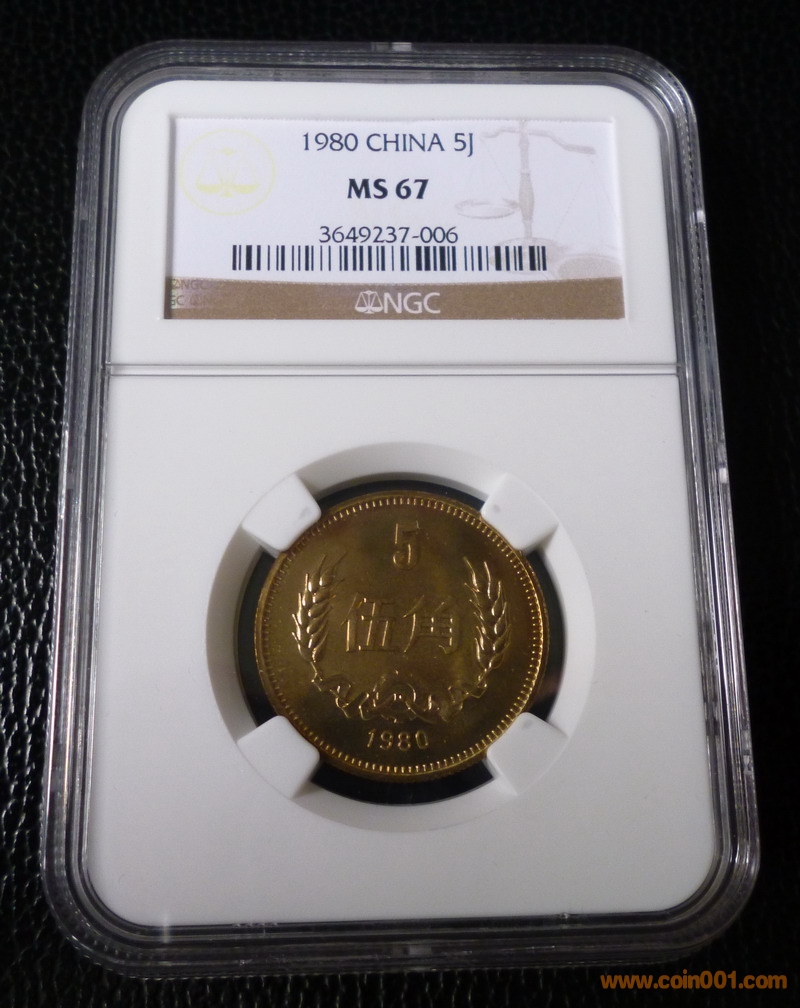 1980 CHINA 5J
MS 67
3649237-006
NGC
5
伍角
1980
www.coin001.com